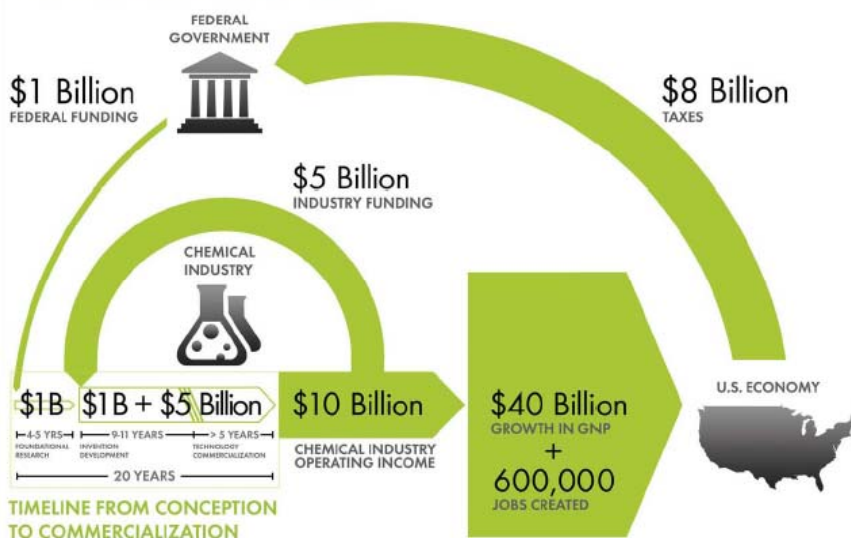 FEDERAL
GOVERNMENT
$1 Billion
FEDERAL FUNDING
$8 Billion
TAXES
$5 Billion
INDUSTRY FUNDING
CHEMICAL
INDUSTRY
$1B
$1B + $5 Billion
$10 Billion
CHEMICAL INDUSTRY
OPERATING INCOME
$40 Billion
GROWTH IN GNP
+
600,000
JOBS CREATED
U.S. ECONOMY
4-5 YRS
FOUNDATIONAL
RESEARCH
9-11 YEARS
INVENTION
DEVELOPMENT
> 5 YEARS
TECHNOLOGY
COMMERCIALIZATION
20 YEARS
TIMELINE FROM CONCEPTION
TO COMMERCIALIZATION